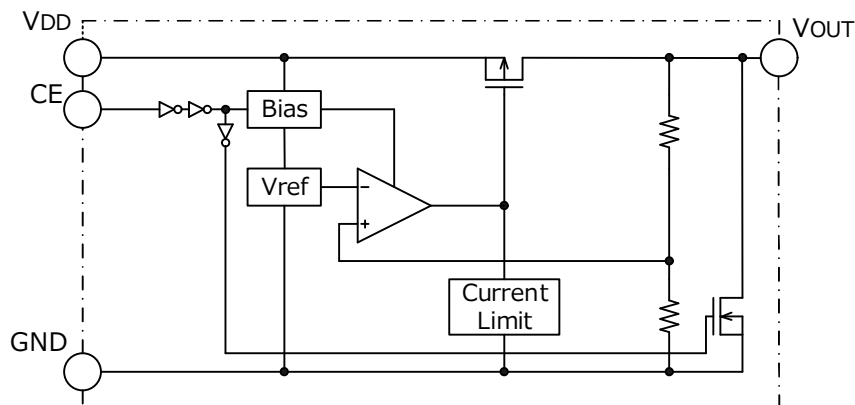 VDD
VOUT
CE
Bias
Vref
−
+
Current
Limit
GND